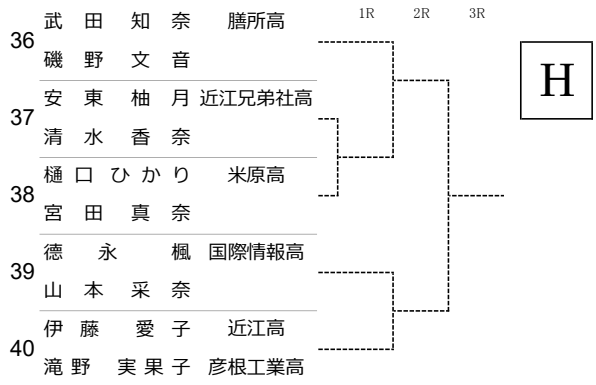 1R 2R 3R
H
36 武田知奈 膳所高
磯野文音
37 安東柚月 近江兄弟社高
清水香奈
38 樋口ひかり 米原高
宮田真奈
39 德永楓 国際情報高
山本采奈
40 伊藤愛子 近江高
滝野実果子 彦根工業高